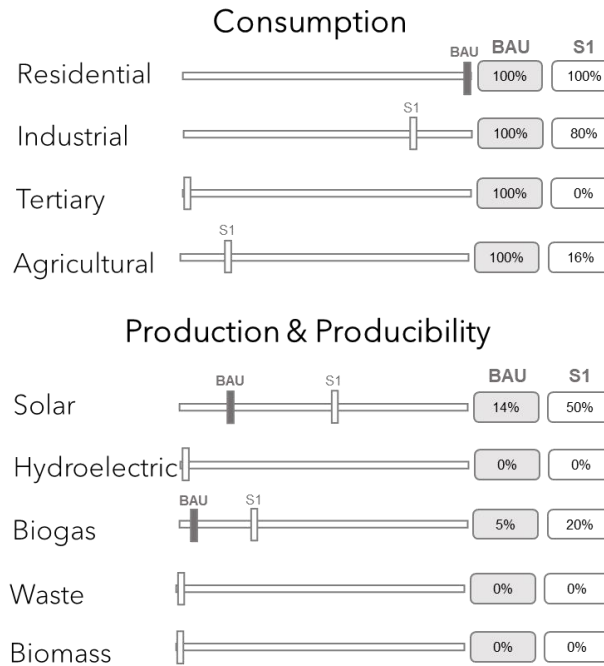 Consumption
BAU BAU S1
Residential 100% 100%
S1
Industrial 100% 80%
Tertiary 100% 0%
S1
Agricultural 100% 16%
Production & Producibility
BAU S1 BAU S1
Solar 14% 50%
Hydroelectric 0% 0%
BAU S1
Biogas 5% 20%
Waste 0% 0%
Biomass 0% 0%